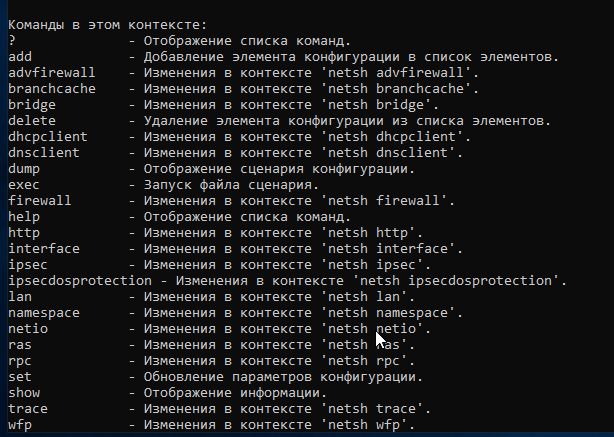 Команды в этом контексте:
? - Отображение списка команд.
add - Добавление элемента конфигурации в список элементов.
advfirewall - Изменения в контексте 'netsh advfirewall'.
branchcache - Изменения в контексте 'netsh branchcache'.
bridge - Изменения в контексте 'netsh bridge'.
delete - Удаление элемента конфигурации из списка элементов.
dhcpclient - Изменения в контексте 'netsh dhcpclient'.
dnsclient - Изменения в контексте 'netsh dnsclient'.
dump - Отображение сценария конфигурации.
exec - Запуск файла сценария.
firewall - Изменения в контексте 'netsh firewall'.
help - Отображение списка команд.
http - Изменения в контексте 'netsh http'.
interface - Изменения в контексте 'netsh interface'.
ipsec - Изменения в контексте 'netsh ipsec'.
ipsecdosprotection - Изменения в контексте 'netsh ipsecdosprotection'.
lan - Изменения в контексте 'netsh lan'.
namespace - Изменения в контексте 'netsh namespace'.
netio - Изменения в контексте 'netsh netio'.
ras - Изменения в контексте 'netsh ras'.
rpc - Изменения в контексте 'netsh rpc'.
set - Обновление параметров конфигурации.
show - Отображение информации.
trace - Изменения в контексте 'netsh trace'.
wfp - Изменения в контексте 'netsh wfp'.